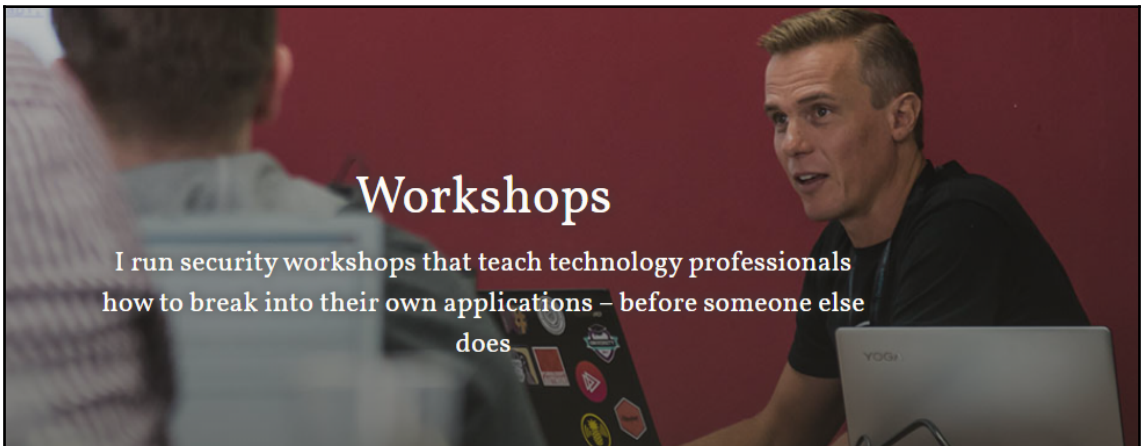 Workshops
I run security workshops that teach technology professionals
how to break into their own applications – before someone else
does
YOGA